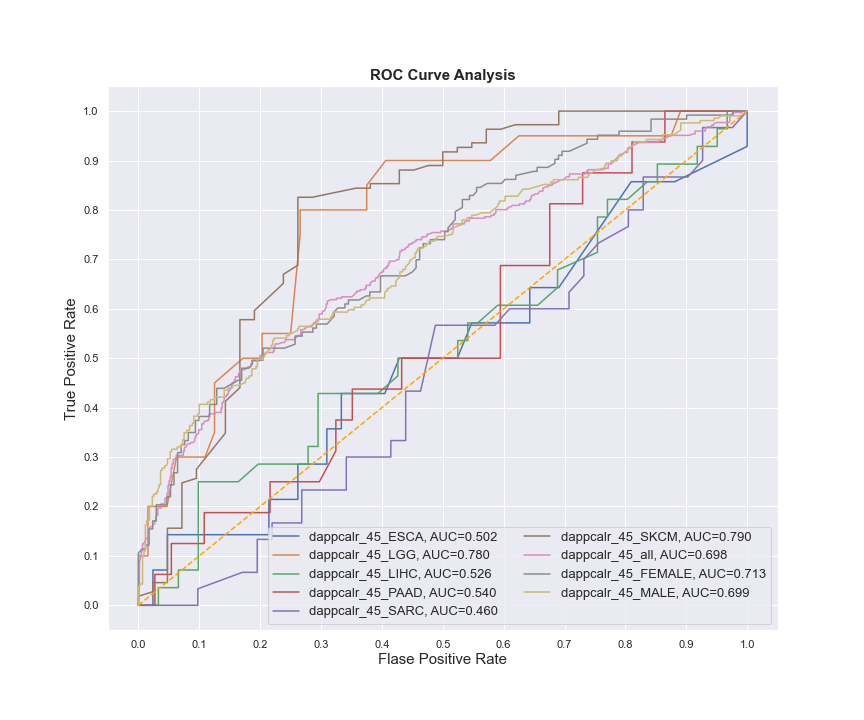 ROC Curve Analysis
1.0
0.9
0.8
0.7
0.6
0.5
0.4
0.3
0.2
0.1
0.0
True Positive Rate
dappcalr_45_ESCA, AUC=0.502
dappcalr_45_LGG, AUC=0.780
dappcalr_45_LIHC, AUC=0.526
dappcalr_45_PAAD, AUC=0.540
dappcalr_45_SARC, AUC=0.460
dappcalr_45_SKCM, AUC=0.790
dappcalr_45_all, AUC=0.698
dappcalr_45_FEMALE, AUC=0.713
dappcalr_45_MALE, AUC=0.699
0.0 0.1 0.2 0.3 0.4 0.5 0.6 0.7 0.8 0.9 1.0
Flase Positive Rate